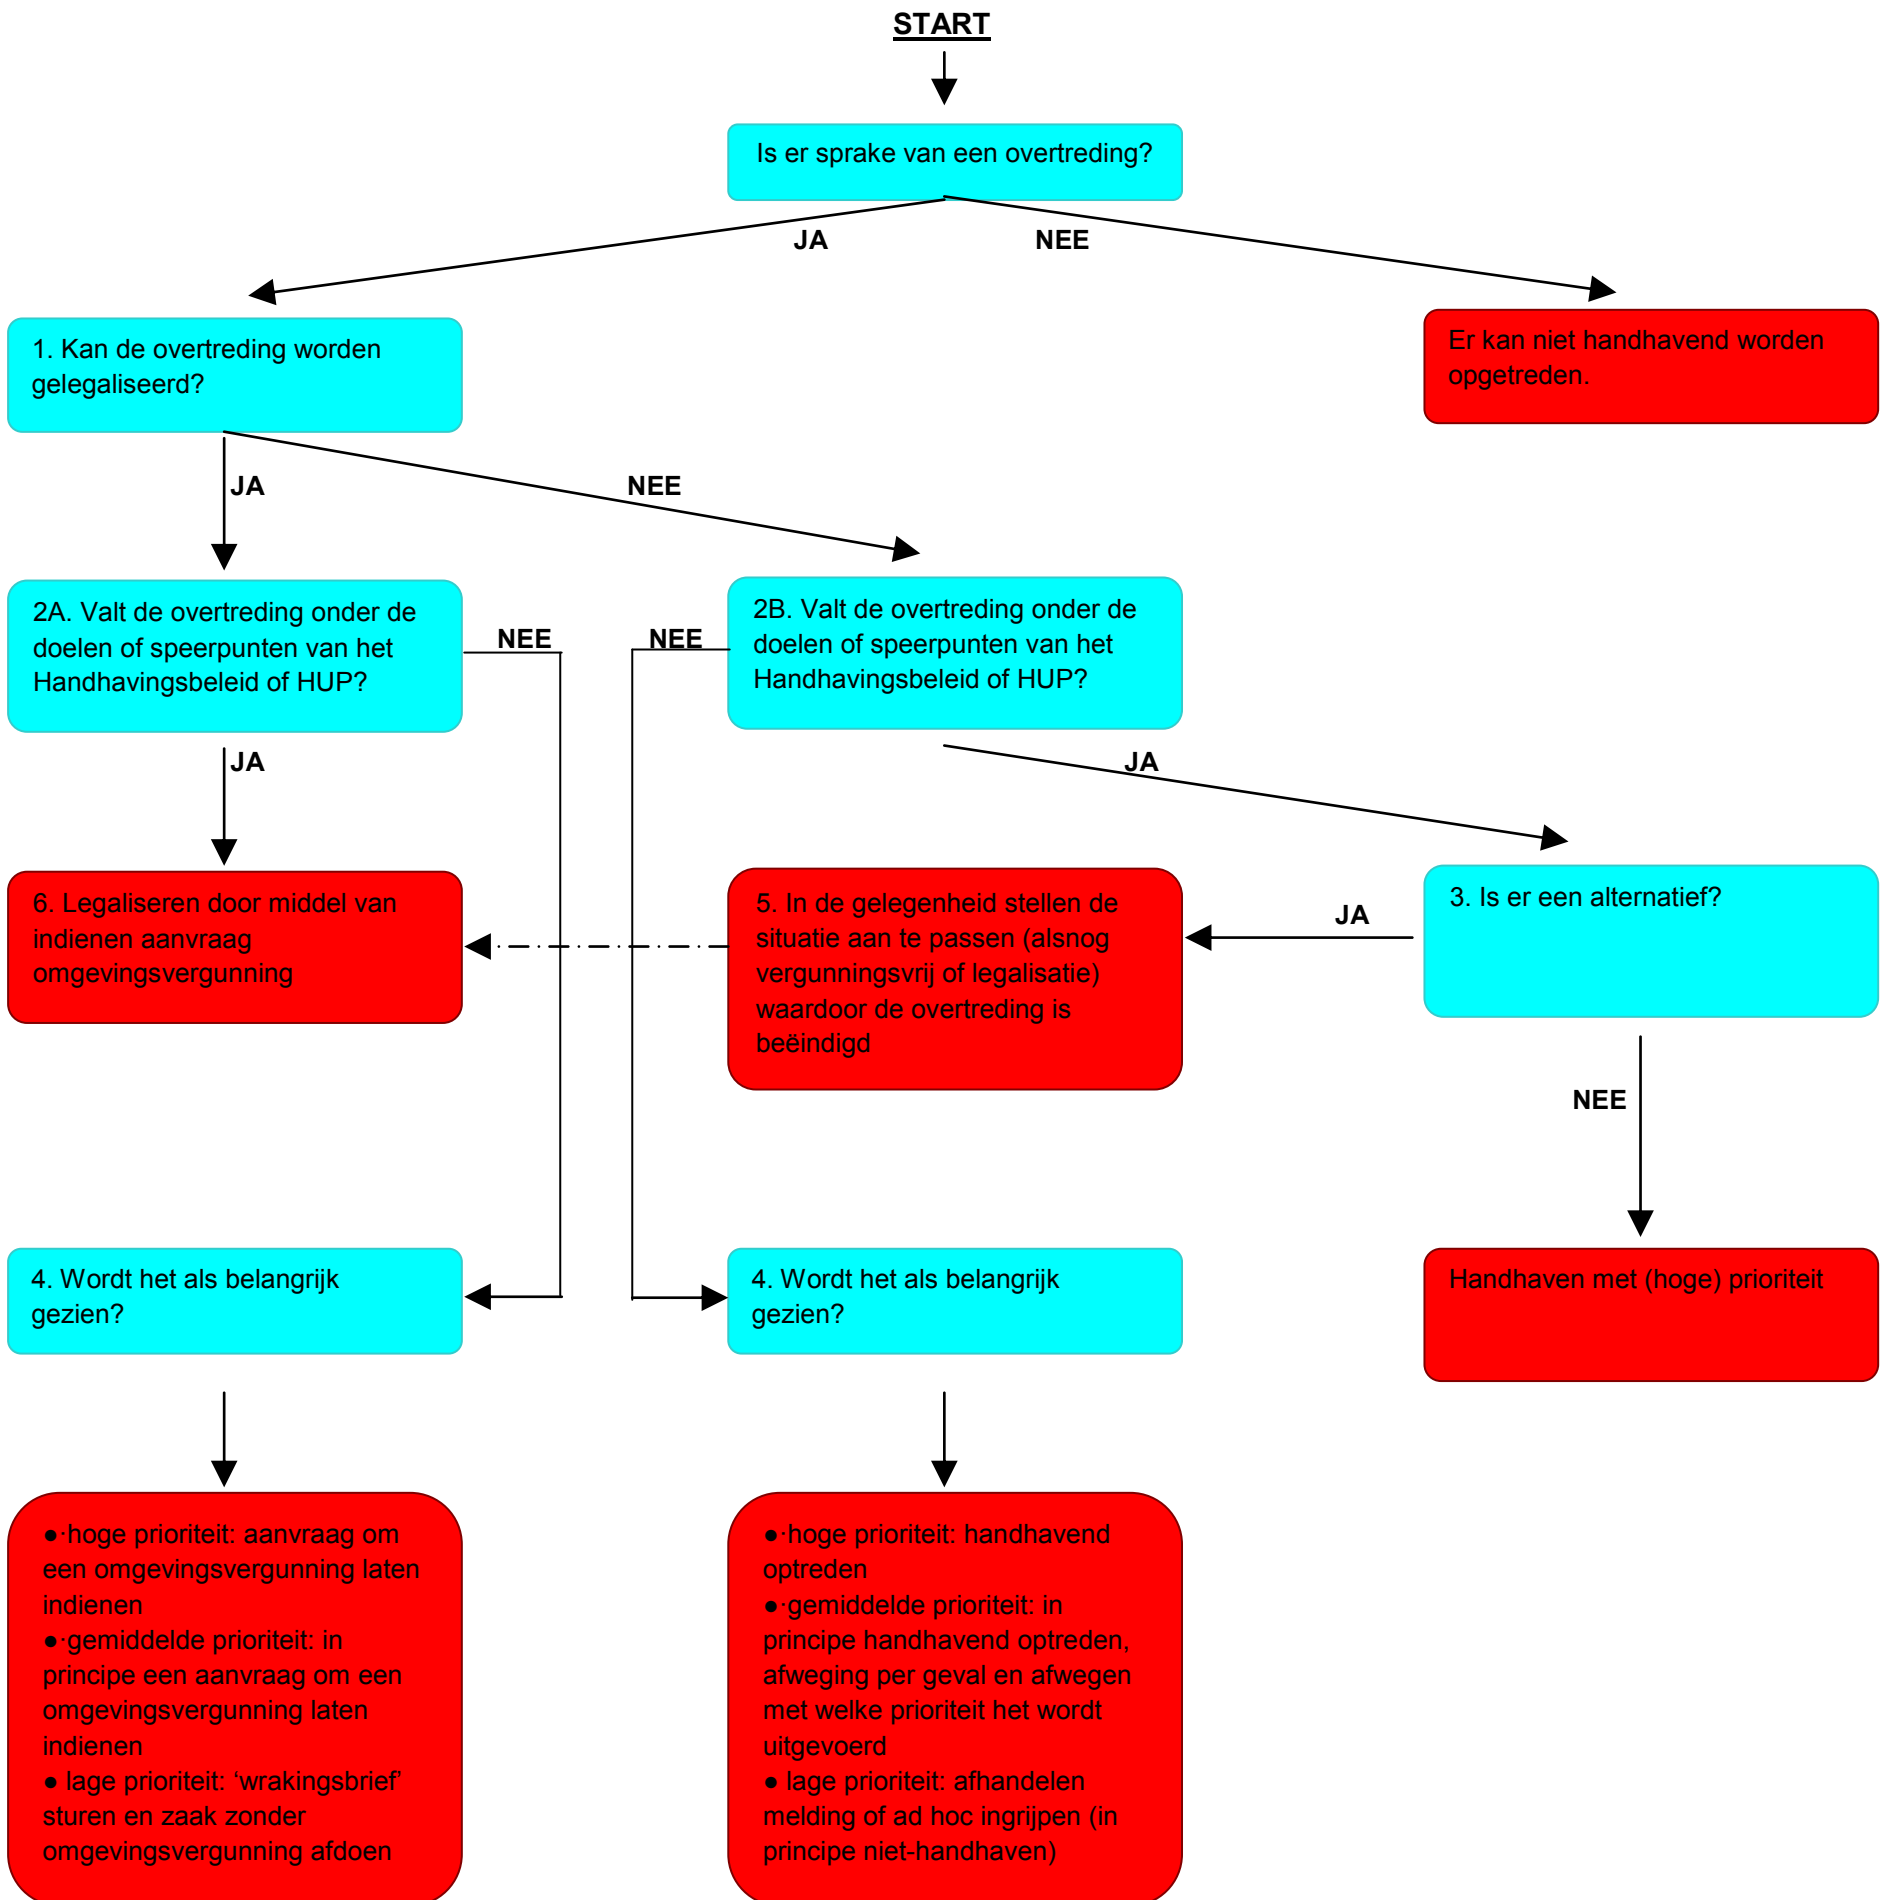 START
Is er sprake van een overtreding?
JA
NEE
1. Kan de overtreding worden
gelegaliseerd?
Er kan niet handhavend worden
opgetreden.
JA
NEE
2A. Valt de overtreding onder de
doelen of speerpunten van het
Handhavingsbeleid of HUP?
NEE
NEE
2B. Valt de overtreding onder de
doelen of speerpunten van het
Handhavingsbeleid of HUP?
JA
JA
6. Legaliseren door middel van
indienen aanvraag
omgevingsvergunning
5. In de gelegenheid stellen de
situatie aan te passen (alsnog
vergunningsvrij of legalisatie)
waardoor de overtreding is
beëindigd
JA
3. Is er een alternatief?
NEE
4. Wordt het als belangrijk
gezien?
4. Wordt het als belangrijk
gezien?
Handhaven met (hoge) prioriteit
●·hoge prioriteit: aanvraag om
een omgevingsvergunning laten
indienen
●·gemiddelde prioriteit: in
principe een aanvraag om een
omgevingsvergunning laten
indienen
● lage prioriteit: ‘wrakingsbrief’
sturen en zaak zonder
omgevingsvergunning afdoen
●·hoge prioriteit: handhavend
optreden
●·gemiddelde prioriteit: in
principe handhavend optreden,
afweging per geval en afwegen
met welke prioriteit het wordt
uitgevoerd
● lage prioriteit: afhandelen
melding of ad hoc ingrijpen (in
principe niet-handhaven)